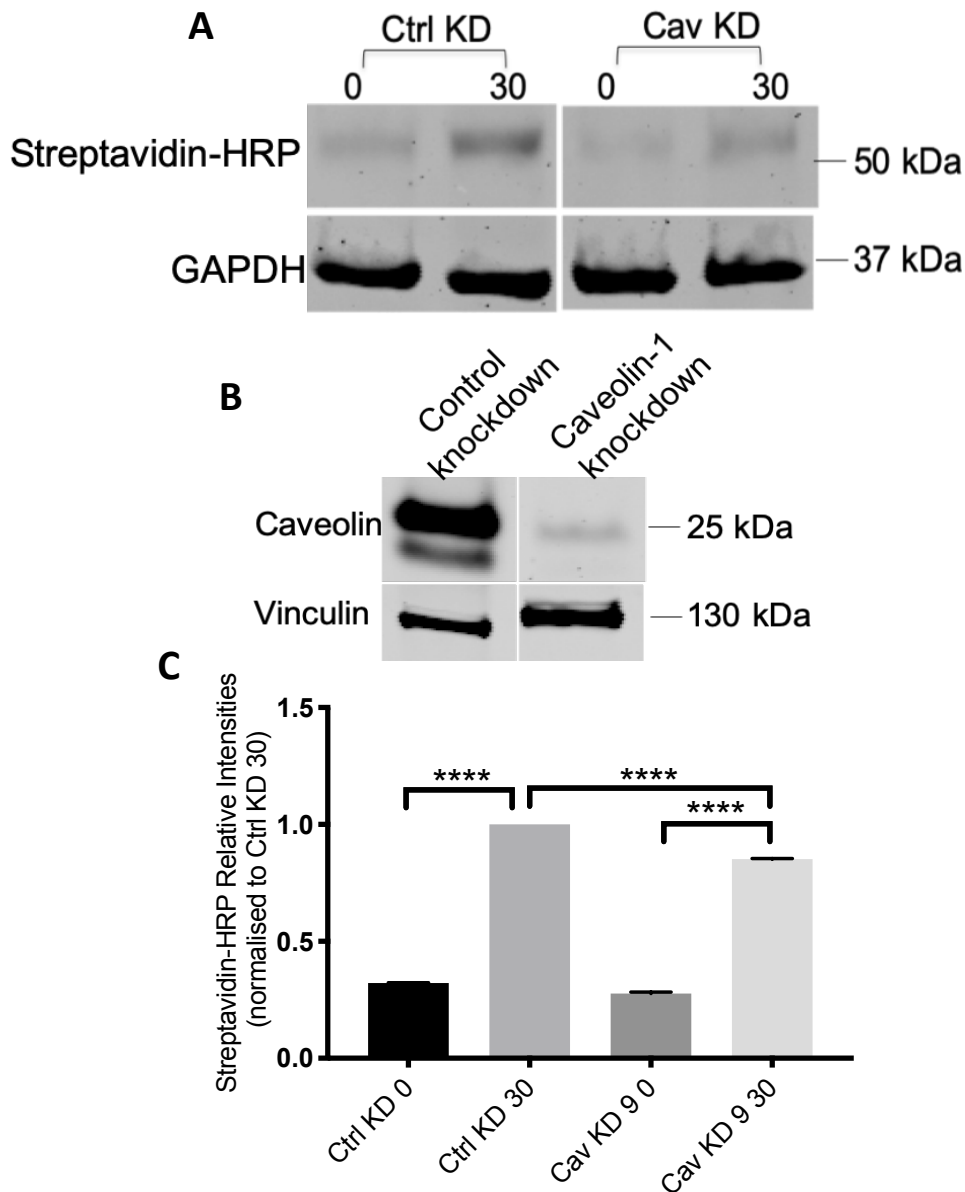 A
Ctrl KD
Cav KD
0
30
0
30
Streptavidin-HRP
50 kDa
GAPDH
37 kDa
B
Control
knockdown
Caveolin-1
knockdown
Caveolin
25 kDa
Vinculin
130 kDa
C
Streptavidin-HRP Relative Intensities
(normalised to Ctrl KD 30)
1.5
1.0
0.5
0.0
****
****
****
Ctrl KD 0
Ctrl KD 30
Cav KD 9 0
Cav KD 9 30